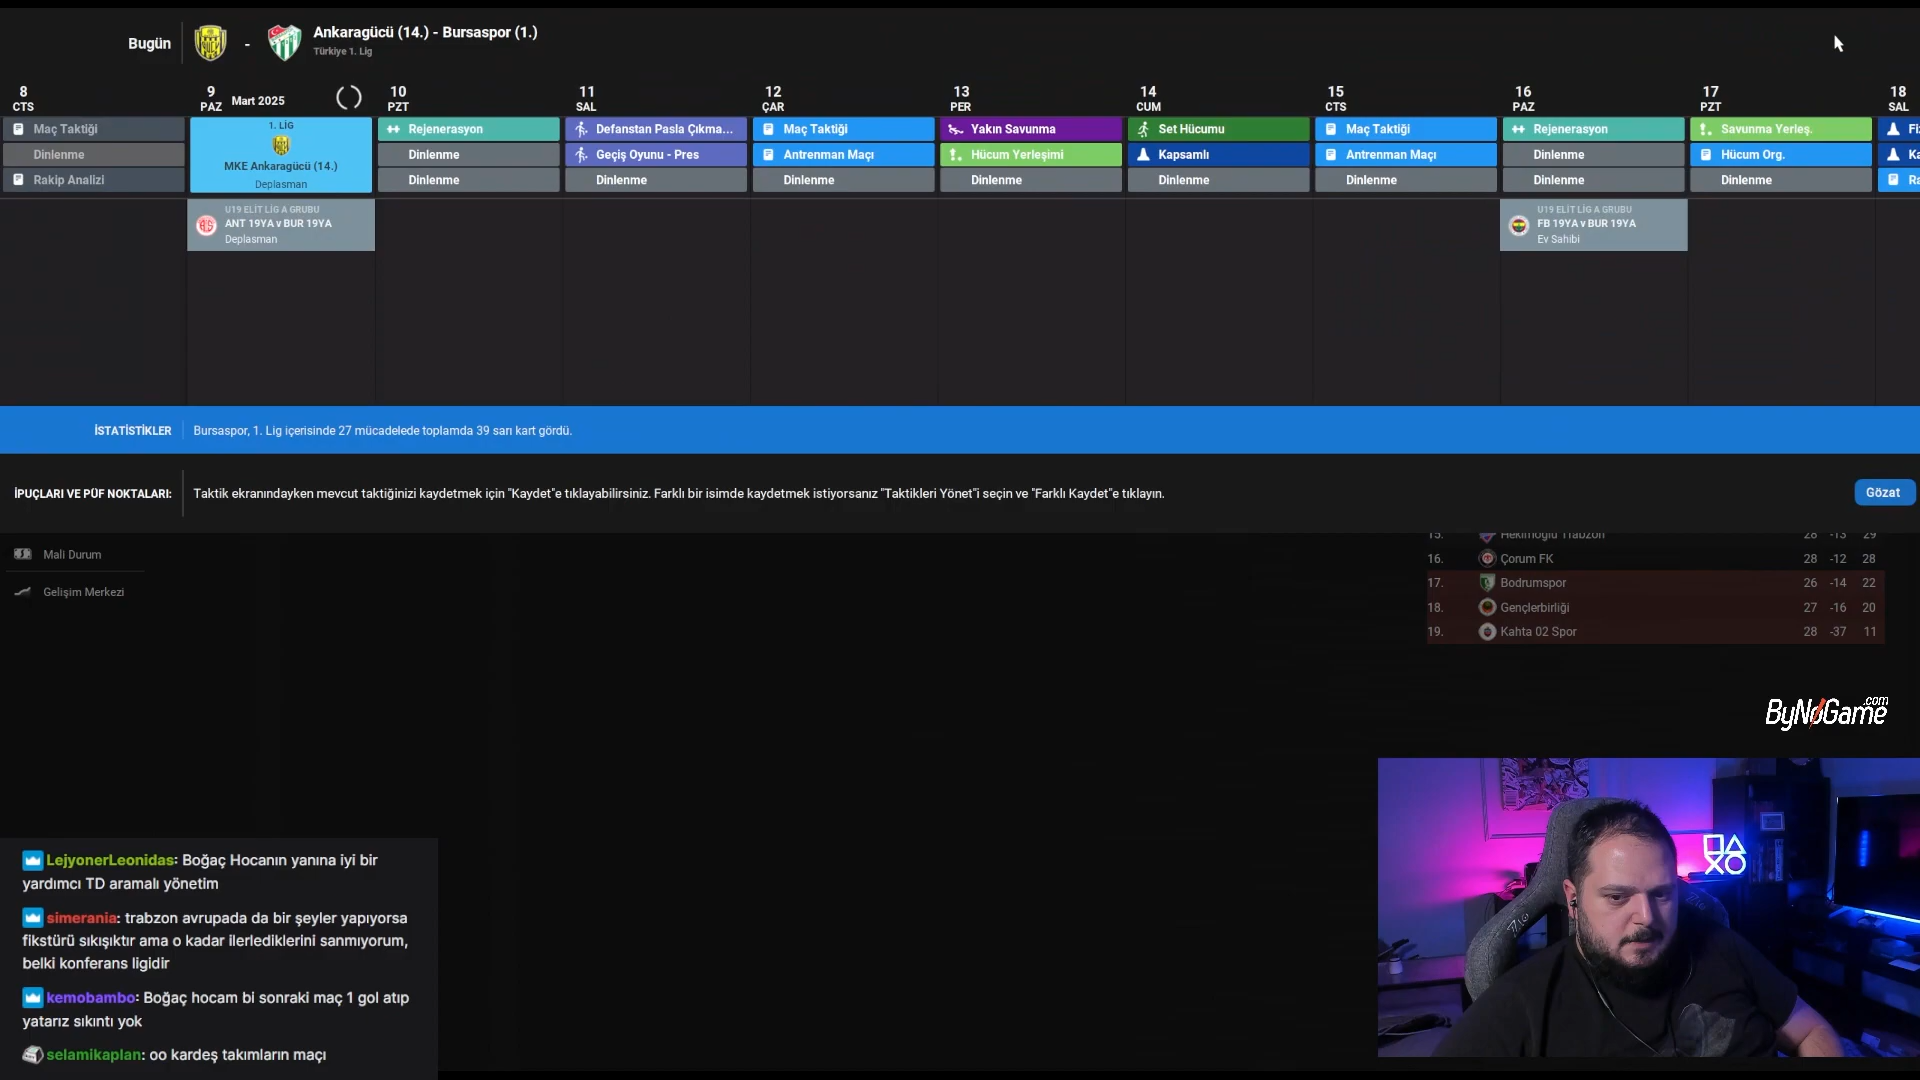 Bugün
-
Ankaragücü (14.) - Bursaspor (1.)
Türkiye 1. Lig
8
CTS
9
PAZ
Mart 2025
10
PZT
11
SAL
12
ÇAR
13
PER
14
CUM
15
CTS
16
PAZ
17
PZT
18
SAL
Maç Taktiği
Dinlenme
Rakip Analizi
1. LİG
MKE Ankaragücü (14.)
Deplasman
Rejenerasyon
Dinlenme
Dinlenme
Defanstan Pasla Çıkma...
Geçiş Oyunu - Pres
Dinlenme
Maç Taktiği
Antrenman Maçı
Dinlenme
Yakın Savunma
Hücum Yerleşimi
Dinlenme
Set Hücumu
Kapsamlı
Dinlenme
Maç Taktiği
Antrenman Maçı
Dinlenme
Rejenerasyon
Dinlenme
Dinlenme
Savunma Yerleş.
Hücum Org.
Dinlenme
Fi
Ka
Ra
U19 ELİT LİG A GRUBU
ANT 19YA v BUR 19YA
Deplasman
U19 ELİT LİG A GRUBU
FB 19YA v BUR 19YA
Ev Sahibi
İSTATİSTİKLER
Bursaspor, 1. Lig içerisinde 27 mücadelede toplamda 39 sarı kart gördü.
İPUÇLARI VE PÜF NOKTALARI:
Taktik ekranındayken mevcut taktiğinizi kaydetmek için "Kaydet"e tıklayabilirsiniz. Farklı bir isimde kaydetmek istiyorsanız "Taktikleri Yönet"i seçin ve "Farklı Kaydet"e tıklayın.
Gözat
Mali Durum
Gelişim Merkezi
15. Hekimoğlu Trabzon 28 -13 29
16. Çorum FK 28 -12 28
17. Bodrumspor 26 -14 22
18. Gençlerbirliği 27 -16 20
19. Kahta 02 Spor 28 -37 11
ByNoGame.com
LejyonerLeonidas: Boğaç Hocanın yanına iyi bir
yardımcı TD aramalı yönetim
simerania: trabzon avrupada da bir şeyler yapıyorsa
fikstürü sıkışıktır ama o kadar ilerlediklerini sanmıyorum,
belki konferans ligidir
kemobambo: Boğaç hocam bi sonraki maç 1 gol atıp
yatarız sıkıntı yok
selamikaplan: oo kardeş takımların maçı